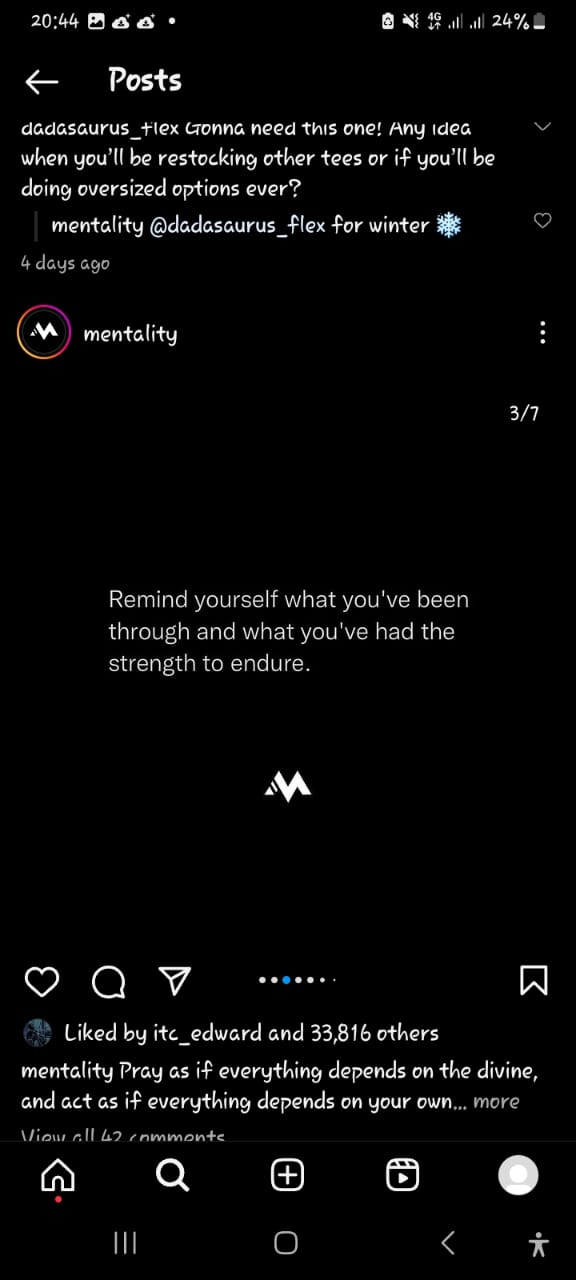 20:44
4G
24%
Posts
dadasaurus_flex Gonna need this one! Any idea
when you'll be restocking other tees or if you'll be
doing oversized options ever?
mentality @dadasaurus_flex for winter ❄️
4 days ago
mentality
3/7
Remind yourself what you've been
through and what you've had the
strength to endure.
Liked by itc_edward and 33,816 others
mentality Pray as if everything depends on the divine,
and act as if everything depends on your own... more
View all 42 comments